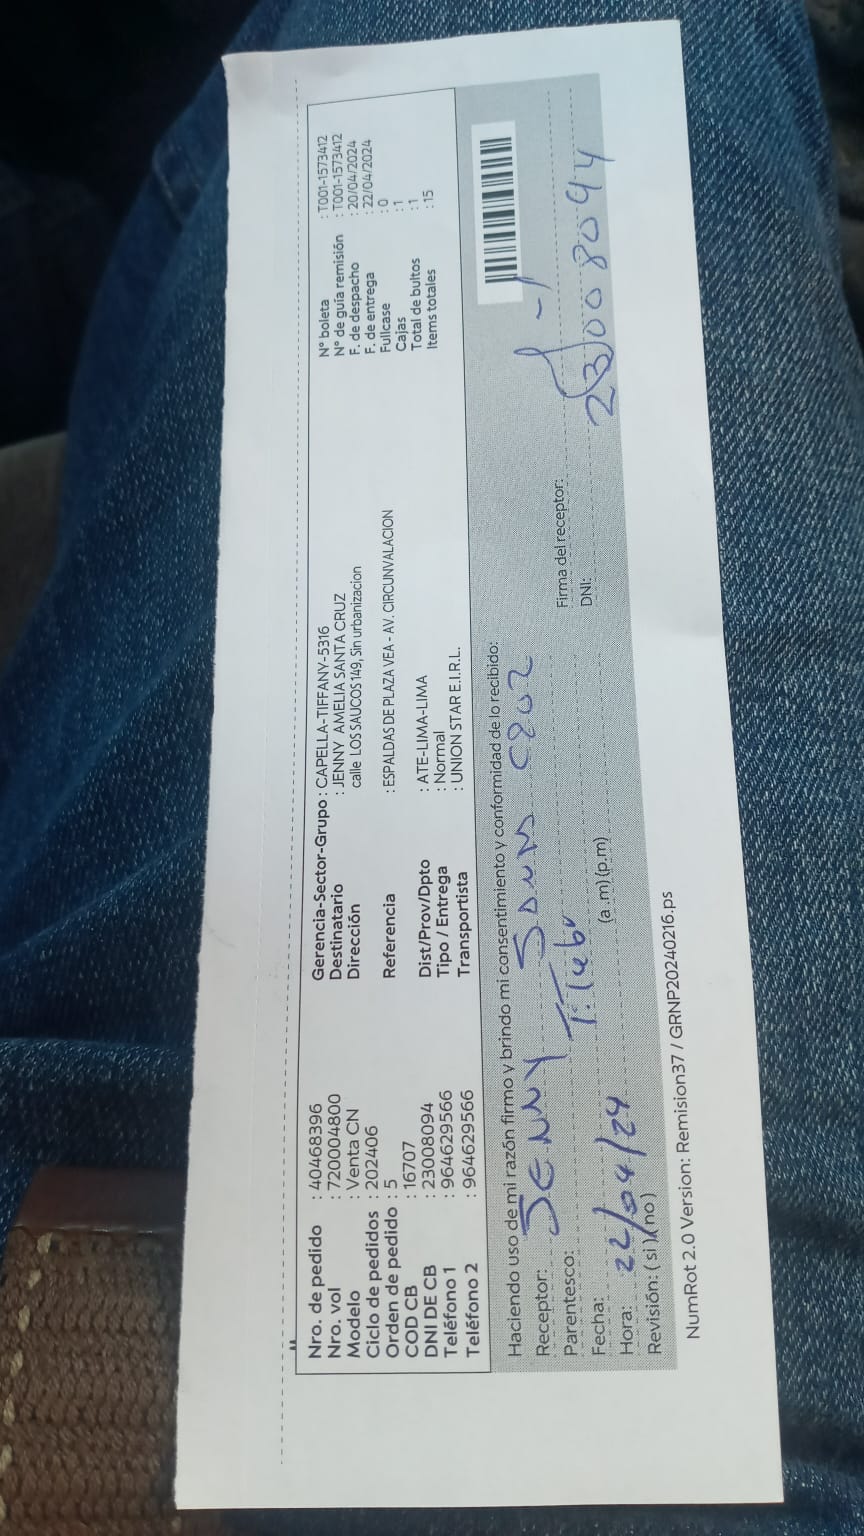 Nro. de pedido : 40468396
Nro. vol : 720004800
Modelo : Venta CN
Ciclo de pedidos : 202406
Orden de pedido : 5
COD CB : 16707
DNI DE CB : 23008094
Teléfono 1 : 964629566
Teléfono 2 : 964629566
Gerencia-Sector-Grupo : CAPELLA-TIFFANY-5316
Destinatario : JENNY AMELIA SANTA CRUZ
Dirección calle LOS SAUCOS 149, Sin urbanizacion
Referencia : ESPALDAS DE PLAZA VEA - AV. CIRCUNVALACION
Dist/Prov/Dpto : ATE-LIMA-LIMA
Tipo / Entrega : Normal
Transportista : UNION STAR E.I.R.L.
N° boleta : T001-1573412
N° de guía remisión : T001-1573412
F. de despacho : 20/04/2024
F. de entrega : 22/04/2024
Fullcase : 0
Cajas : 1
Total de bultos : 1
Items totales : 15
Haciendo uso de mi razón firmo y brindo mi consentimiento y conformidad de lo recibido:
Receptor: JENNY
Parentesco:
Fecha: 22/04/24
Hora: (a .m) (p.m)
Revisión: ( si ) ( no )
Firma del receptor:
DNI: 23008094
NumRot 2.0 Version: Remision37 / GRNP20240216.ps